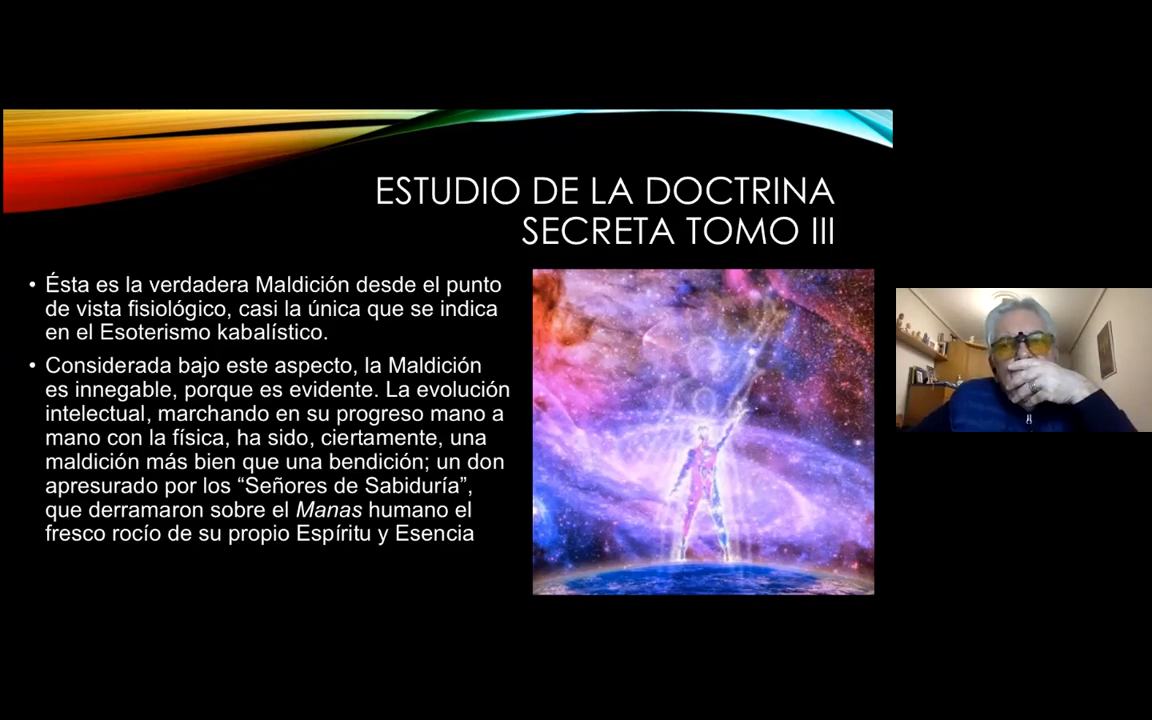 ESTUDIO DE LA DOCTRINA
SECRETA TOMO III
• Ésta es la verdadera Maldición desde el punto
de vista fisiológico, casi la única que se indica
en el Esoterismo kabalístico.
• Considerada bajo este aspecto, la Maldición
es innegable, porque es evidente. La evolución
intelectual, marchando en su progreso mano a
mano con la física, ha sido, ciertamente, una
maldición más bien que una bendición; un don
apresurado por los “Señores de Sabiduría”,
que derramaron sobre el Manas humano el
fresco rocío de su propio Espíritu y Esencia